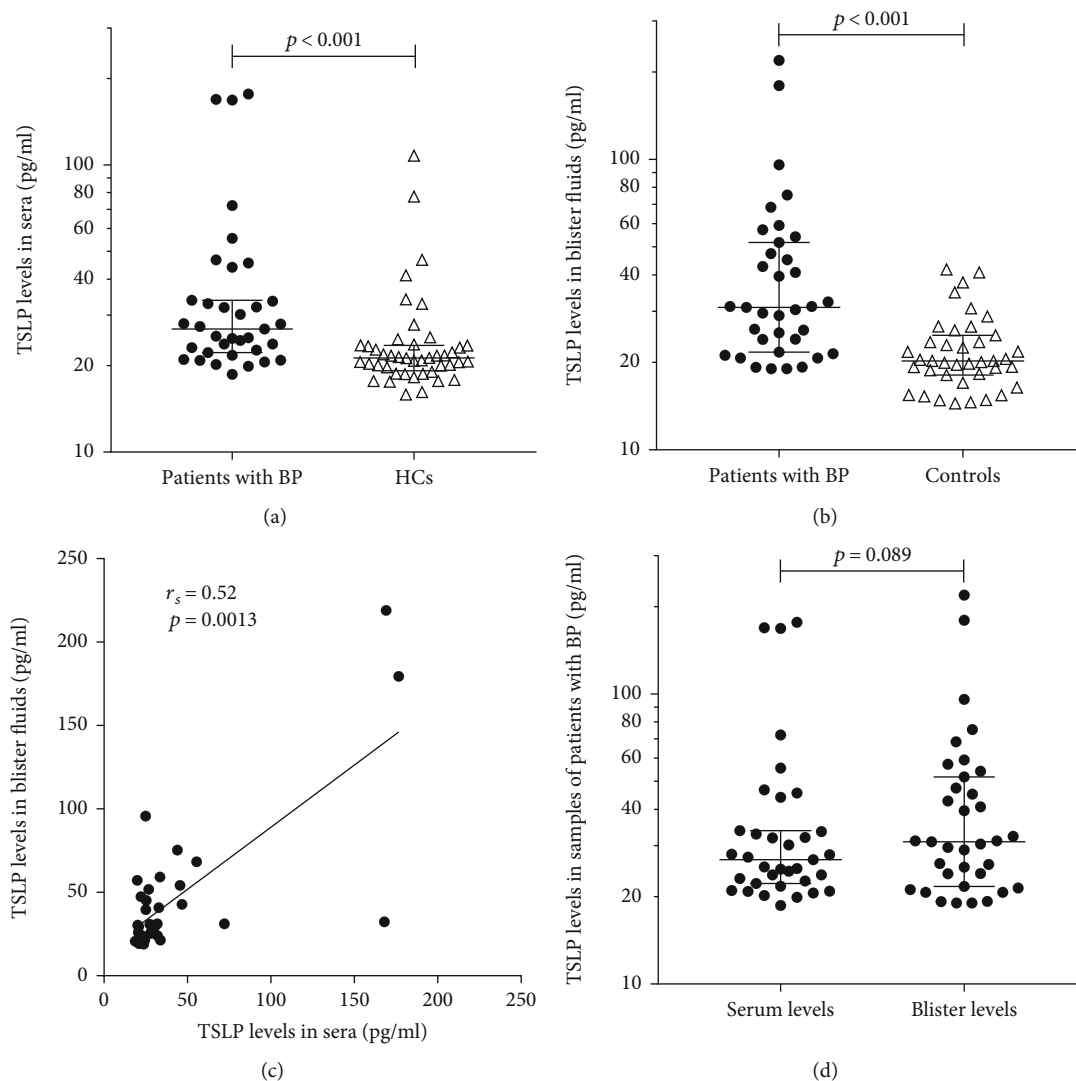 p < 0.001
TSLP levels in sera (pg/ml)
100
80
60
40
20
10
Patients with BP
HCs
(a)
p < 0.001
TSLP levels in blister fluids (pg/ml)
100
80
60
40
20
10
Patients with BP
Controls
(b)
250
200
150
100
50
0
TSLP levels in blister fluids (pg/ml)
r_s = 0.52
p = 0.0013
0
50
100
150
200
250
TSLP levels in sera (pg/ml)
(c)
p = 0.089
TSLP levels in samples of patients with BP (pg/ml)
100
80
60
40
20
10
Serum levels
Blister levels
(d)